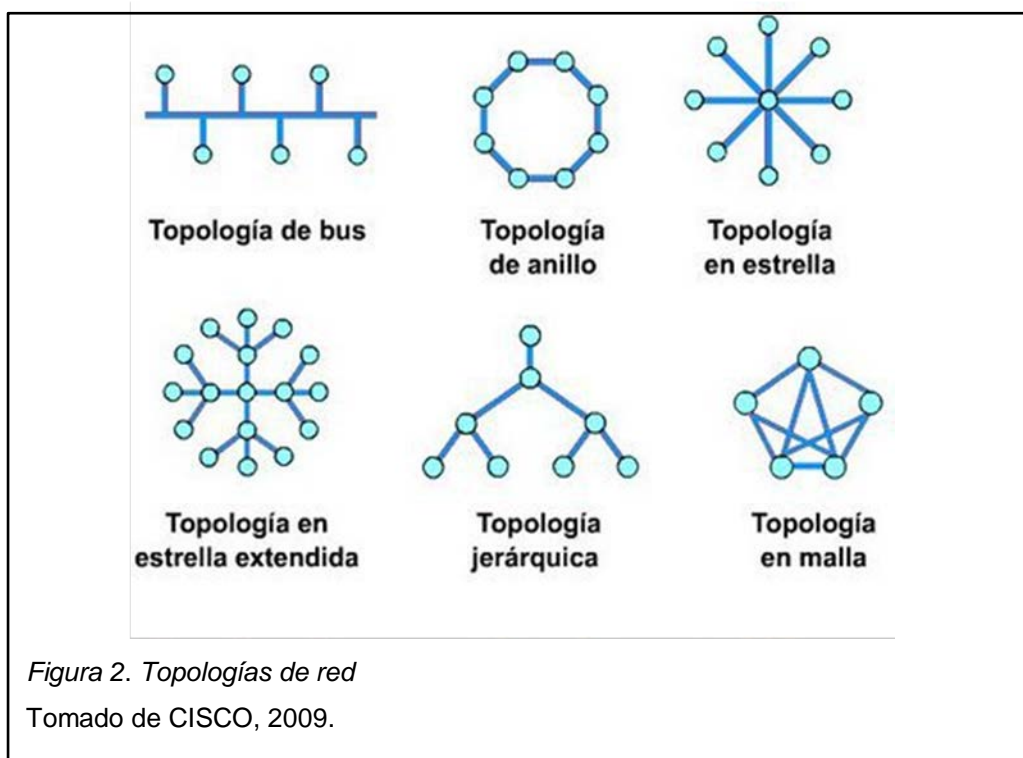 Topología de bus
Topología
de anillo
Topología
en estrella
Topología en
estrella extendida
Topología
jerárquica
Topología
en malla
Figura 2. Topologías de red
Tomado de CISCO, 2009.